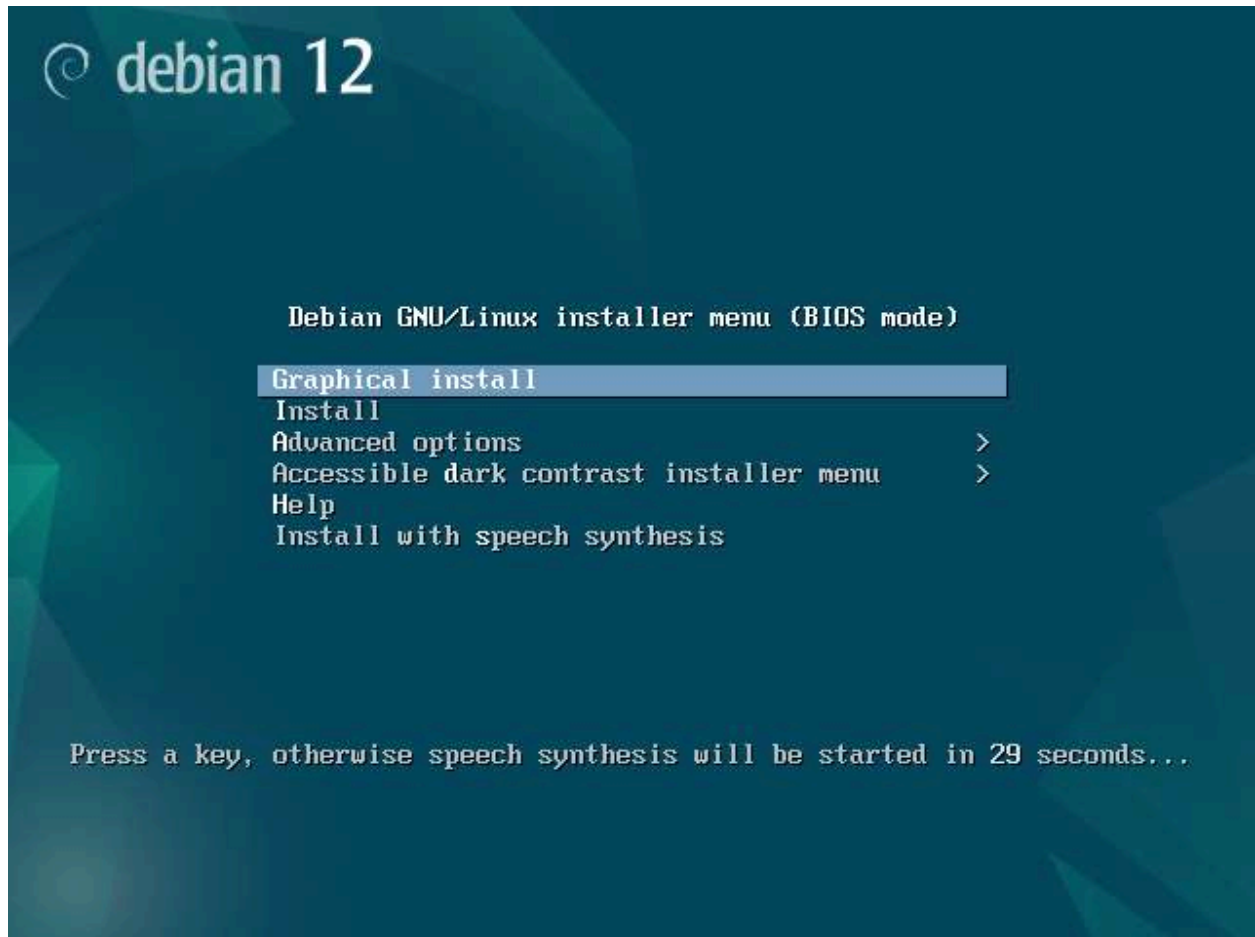 debian 12
Debian GNU/Linux installer menu (BIOS mode)
Graphical install
Install
Advanced options >
Accessible dark contrast installer menu >
Help
Install with speech synthesis
Press a key, otherwise speech synthesis will be started in 29 seconds...